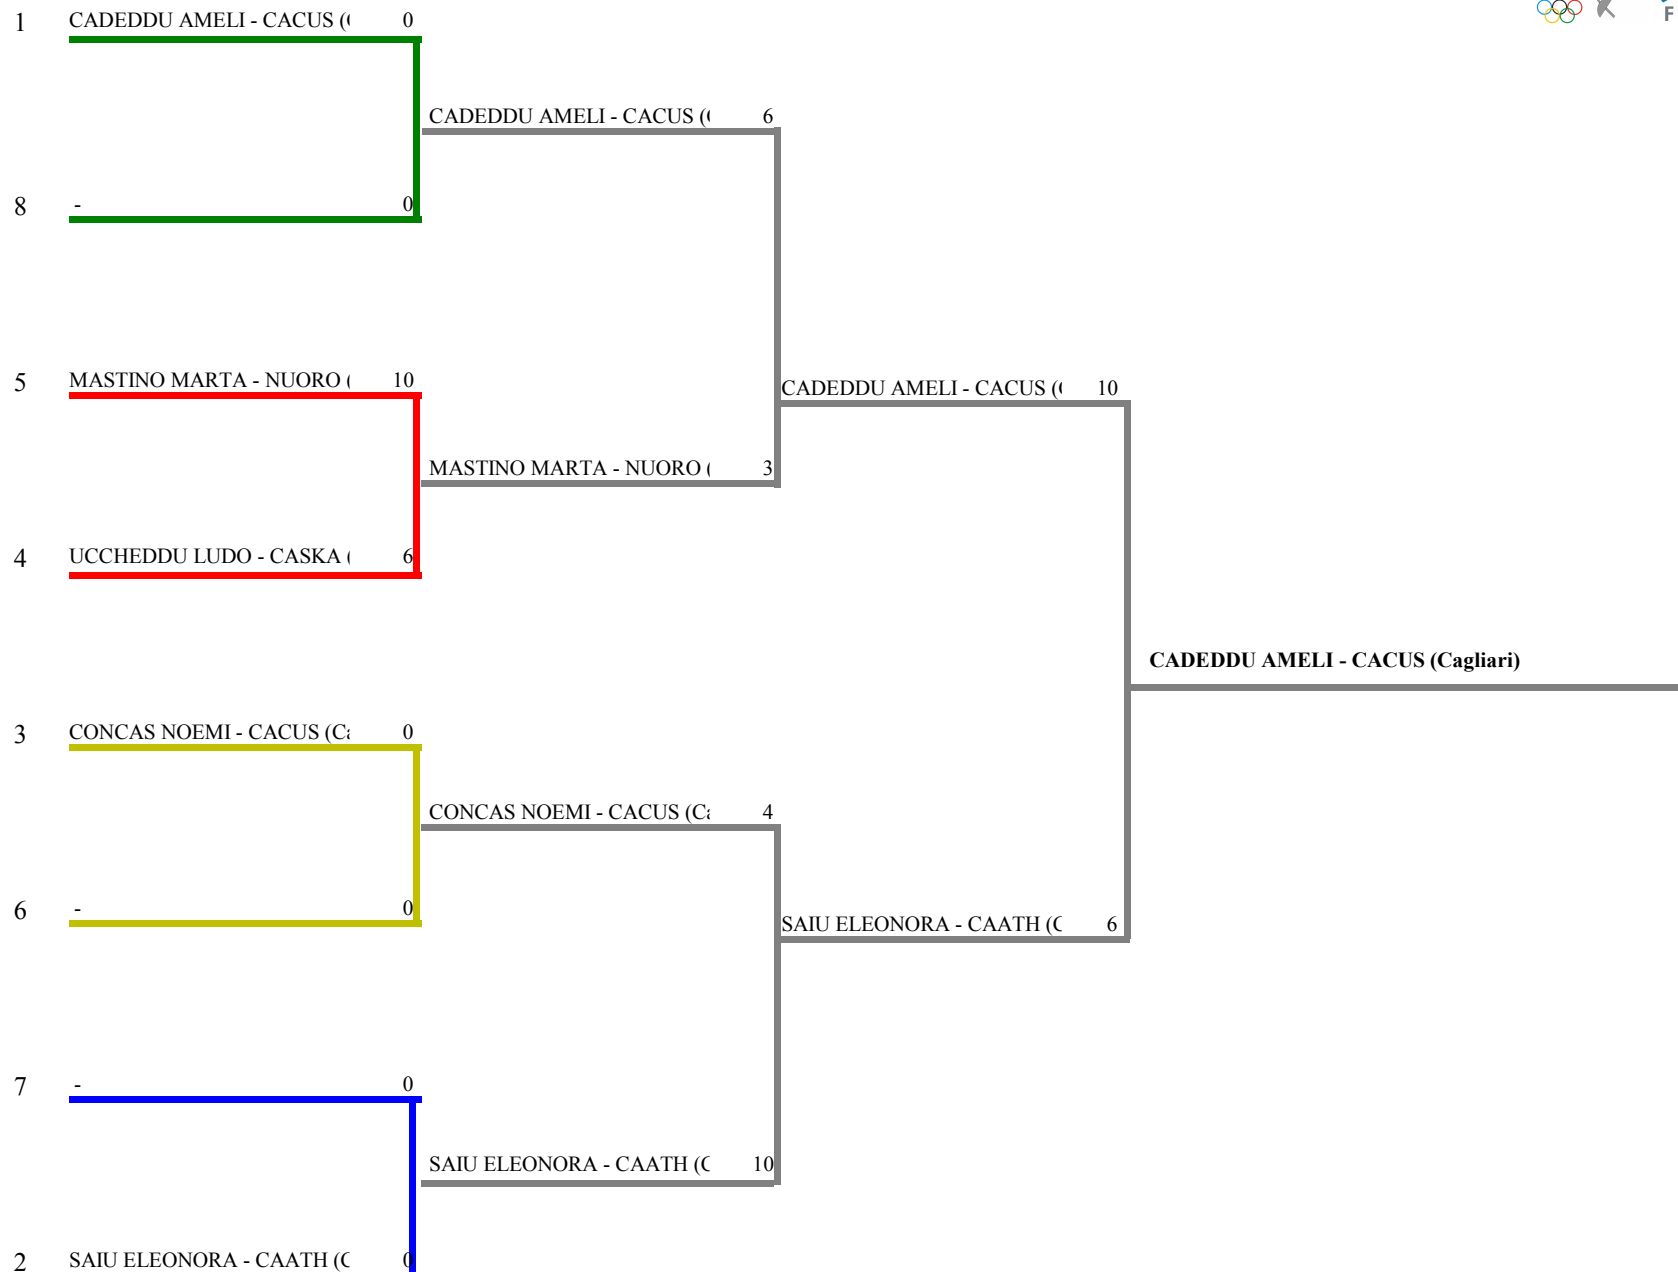 1 CADEDDU AMELI - CACUS (( 0
CADEDDU AMELI - CACUS (( 6
8 - 0
5 MASTINO MARTA - NUORO ( 10
CADEDDU AMELI - CACUS (( 10
MASTINO MARTA - NUORO ( 3
4 UCCHEDDU LUDO - CASKA ( 6
CADEDDU AMELI - CACUS (Cagliari)
3 CONCAS NOEMI - CACUS (Ca 0
CONCAS NOEMI - CACUS (Ca 4
6 - 0
SAIU ELEONORA - CAATH (C 6
7 - 0
SAIU ELEONORA - CAATH (C 10
2 SAIU ELEONORA - CAATH (C 0
F